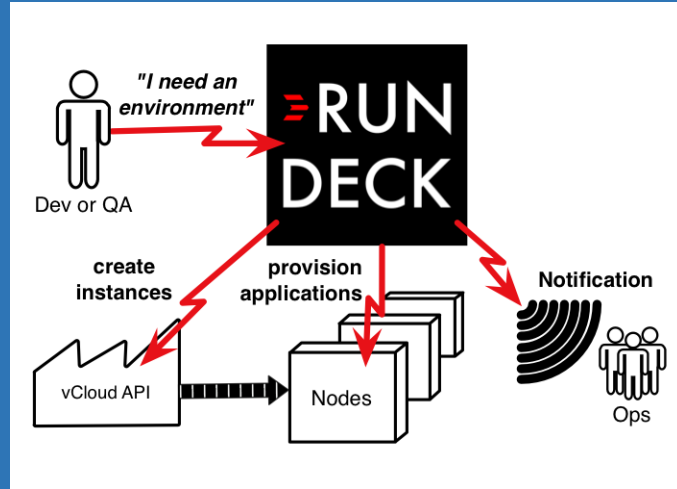 "I need an
environment"
RUN
DECK
Dev or QA
create
instances
provision
applications
Notification
vCloud API
Nodes
Ops